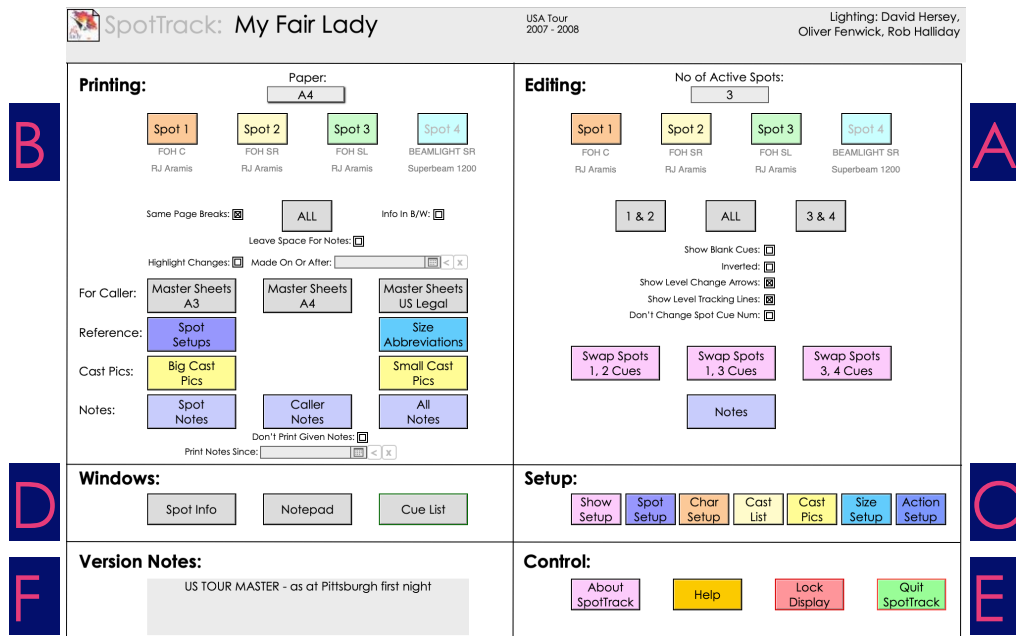 SpotTrack: My Fair Lady
USA Tour
2007 - 2008
Lighting: David Hersey,
Oliver Fenwick, Rob Halliday
B
Printing:
Paper:
A4
Spot 1
Spot 2
Spot 3
Spot 4
FOH C
FOH SR
FOH SL
BEAMLIGHT SR
RJ Aramis
RJ Aramis
RJ Aramis
Superbeam 1200
Same Page Breaks:
ALL
Info In B/W:
Leave Space For Notes:
Highlight Changes:
Made On Or After:
<
x
For Caller:
Master Sheets
A3
Master Sheets
A4
Master Sheets
US Legal
Reference:
Spot
Setups
Size
Abbreviations
Cast Pics:
Big Cast
Pics
Small Cast
Pics
Notes:
Spot
Notes
Caller
Notes
All
Notes
Don't Print Given Notes:
Print Notes Since:
<
x
A
Editing:
No of Active Spots:
3
Spot 1
Spot 2
Spot 3
Spot 4
FOH C
FOH SR
FOH SL
BEAMLIGHT SR
RJ Aramis
RJ Aramis
RJ Aramis
Superbeam 1200
1 & 2
ALL
3 & 4
Show Blank Cues:
Inverted:
Show Level Change Arrows:
Show Level Tracking Lines:
Don't Change Spot Cue Num:
Swap Spots
1, 2 Cues
Swap Spots
1, 3 Cues
Swap Spots
3, 4 Cues
Notes
D
Windows:
Spot Info
Notepad
Cue List
C
Setup:
Show
Setup
Spot
Setup
Char
Setup
Cast
List
Cast
Pics
Size
Setup
Action
Setup
F
Version Notes:
US TOUR MASTER - as at Pittsburgh first night
E
Control:
About
SpotTrack
Help
Lock
Display
Quit
SpotTrack